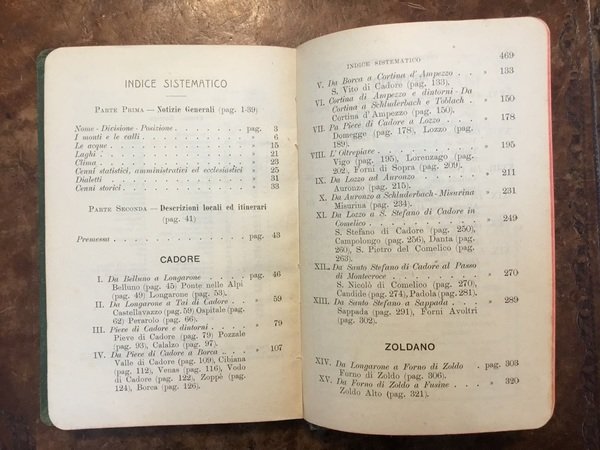 INDICE SISTEMATICO
PARTE PRIMA — Notizie Generali (pag. 1-39)
Nome - Divisione - Posizione . . . . . . . pag. 3
I monti e le valli . . . . . . . . . » 6
Le acque . . . . . . . . . . . » 15
Laghi . . . . . . . . . . . . » 21
Clima . . . . . . . . . . . . » 23
Cenni statistici, amministrativi ed ecclesiastici » 25
Dialetti . . . . . . . . . . . » 31
Cenni storici . . . . . . . . . . » 33
PARTE SECONDA — Descrizioni locali ed itinerari
(pag. 41)
Premessa . . . . . . . . . . . pag. 43
CADORE
I. Da Belluno a Longarone . . . . . pag. 46
Belluno (pag. 45) Ponte nelle Alpi
(pag. 49) Longarone (pag. 53).
II. Da Longarone a Tai di Cadore . . . » 59
Castellavazzo (pag. 59) Ospitale (pag.
62) Perarolo (pag. 66).
III. Pieve di Cadore e dintorni . . . . » 79
Pieve di Cadore (pag. 79) Pozzale
(pag. 95), Calalzo (pag. 97).
IV. Da Pieve di Cadore a Borca . . . . » 107
Valle di Cadore (pag. 109), Cibiana
(pag. 112), Venas (pag. 116), Vodo
di Cadore (pag. 122), Zoppè (pag.
124), Borca (pag. 126).
INDICE SISTEMATICO 469
V. Da Borca a Cortina d'Ampezzo . . . » 133
S. Vito di Cadore (pag. 133),
VI. Cortina di Ampezzo e dintorni - Da
Cortina a Schluderbach e Toblach . » 150
Cortina d'Ampezzo (pag. 150).
VII. Da Pieve di Cadore a Lozzo . . . . » 178
Domegge (pag. 178), Lozzo (pag.
189).
VIII. L'Oltrepiave . . . . . . . . » 195
Vigo (pag. 195), Lorenzago (pag.
202), Forni di Sopra (pag. 209).
IX. Da Lozzo ad Auronzo . . . . . » 211
Auronzo (pag. 215).
X. Da Auronzo a Schluderbach-Misurina » 231
Misurina (pag. 234).
XI. Da Lozzo a S. Stefano di Cadore in
Comelico . . . . . . . . . » 249
S. Stefano di Cadore (pag. 250),
Campolongo (pag. 256), Danta (pag.
260), S. Pietro del Comelico (pag.
263).
XII. Da Santo Stefano di Cadore al Passo
di Montecroce . . . . . . . » 270
S. Nicolò di Comelico (pag. 270),
Candide (pag. 274), Padola (pag. 281).
XIII. Da Santo Stefano a Sappada . . . » 289
Sappada (pag. 291), Forni Avoltri
(pag. 302).
ZOLDANO
XIV. Da Longarone a Forno di Zoldo . . pag. 303
Forno di Zoldo (pag. 306).
XV. Da Forno di Zoldo a Fusine . . . . » 320
Zoldo Alto (pag. 321).